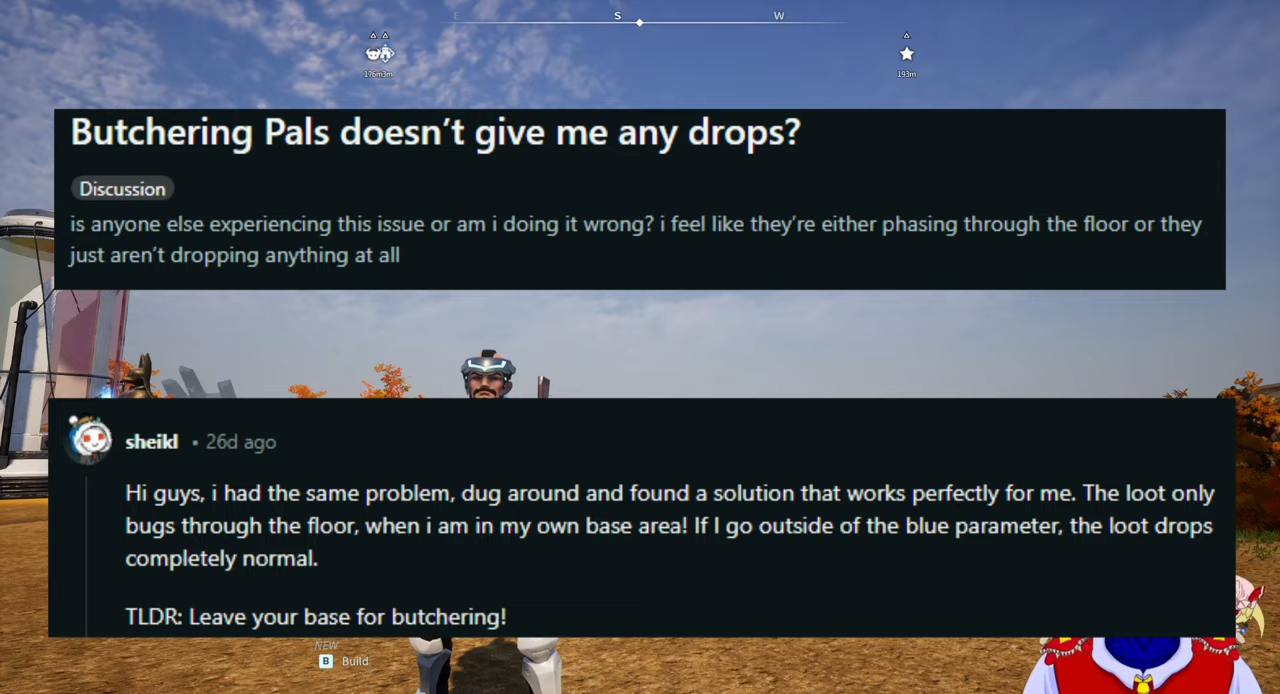 E S W
176m3m 193m
Butchering Pals doesn’t give me any drops?
Discussion
is anyone else experiencing this issue or am i doing it wrong? i feel like they’re either phasing through the floor or they
just aren’t dropping anything at all
sheikl • 26d ago
Hi guys, i had the same problem, dug around and found a solution that works perfectly for me. The loot only
bugs through the floor, when i am in my own base area! If I go outside of the blue parameter, the loot drops
completely normal.
TLDR: Leave your base for butchering!
NEW
B Build